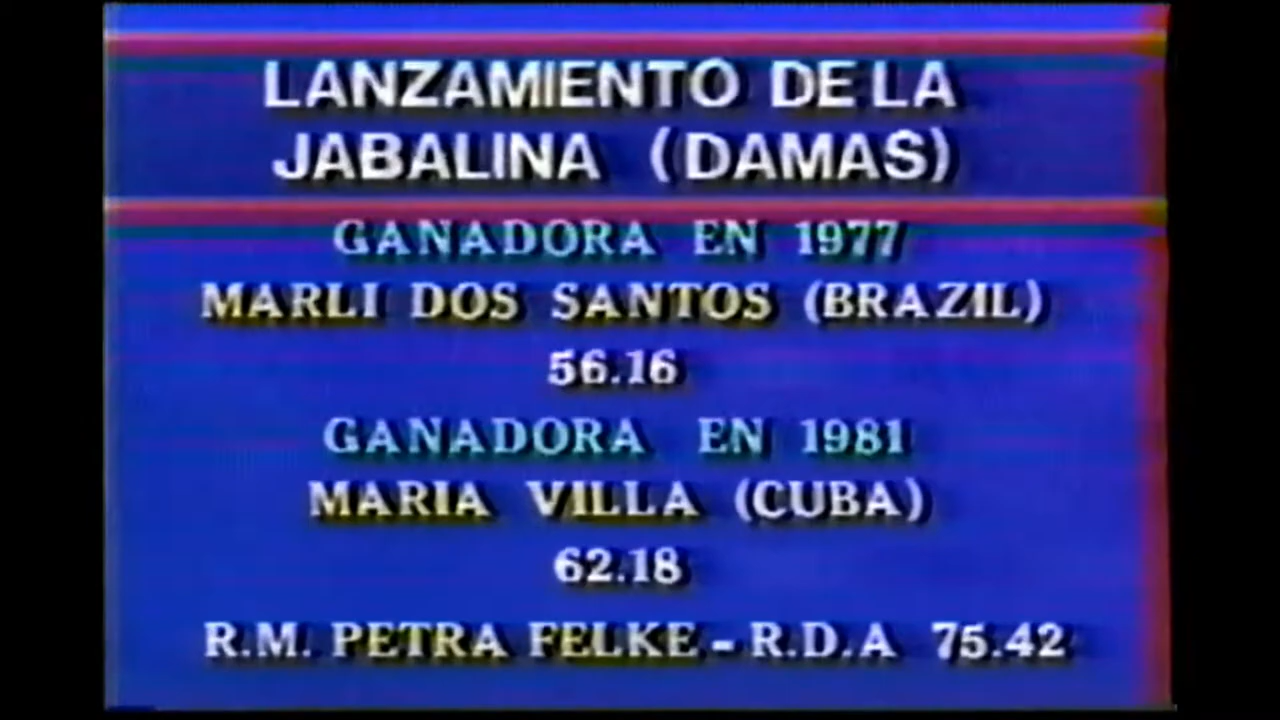 LANZAMIENTO DE LA
JABALINA (DAMAS)
GANADORA EN 1977
MARLI DOS SANTOS (BRAZIL)
56.16
GANADORA EN 1981
MARIA VILLA (CUBA)
62.18
R.M. PETRA FELKE - R.D.A 75.42